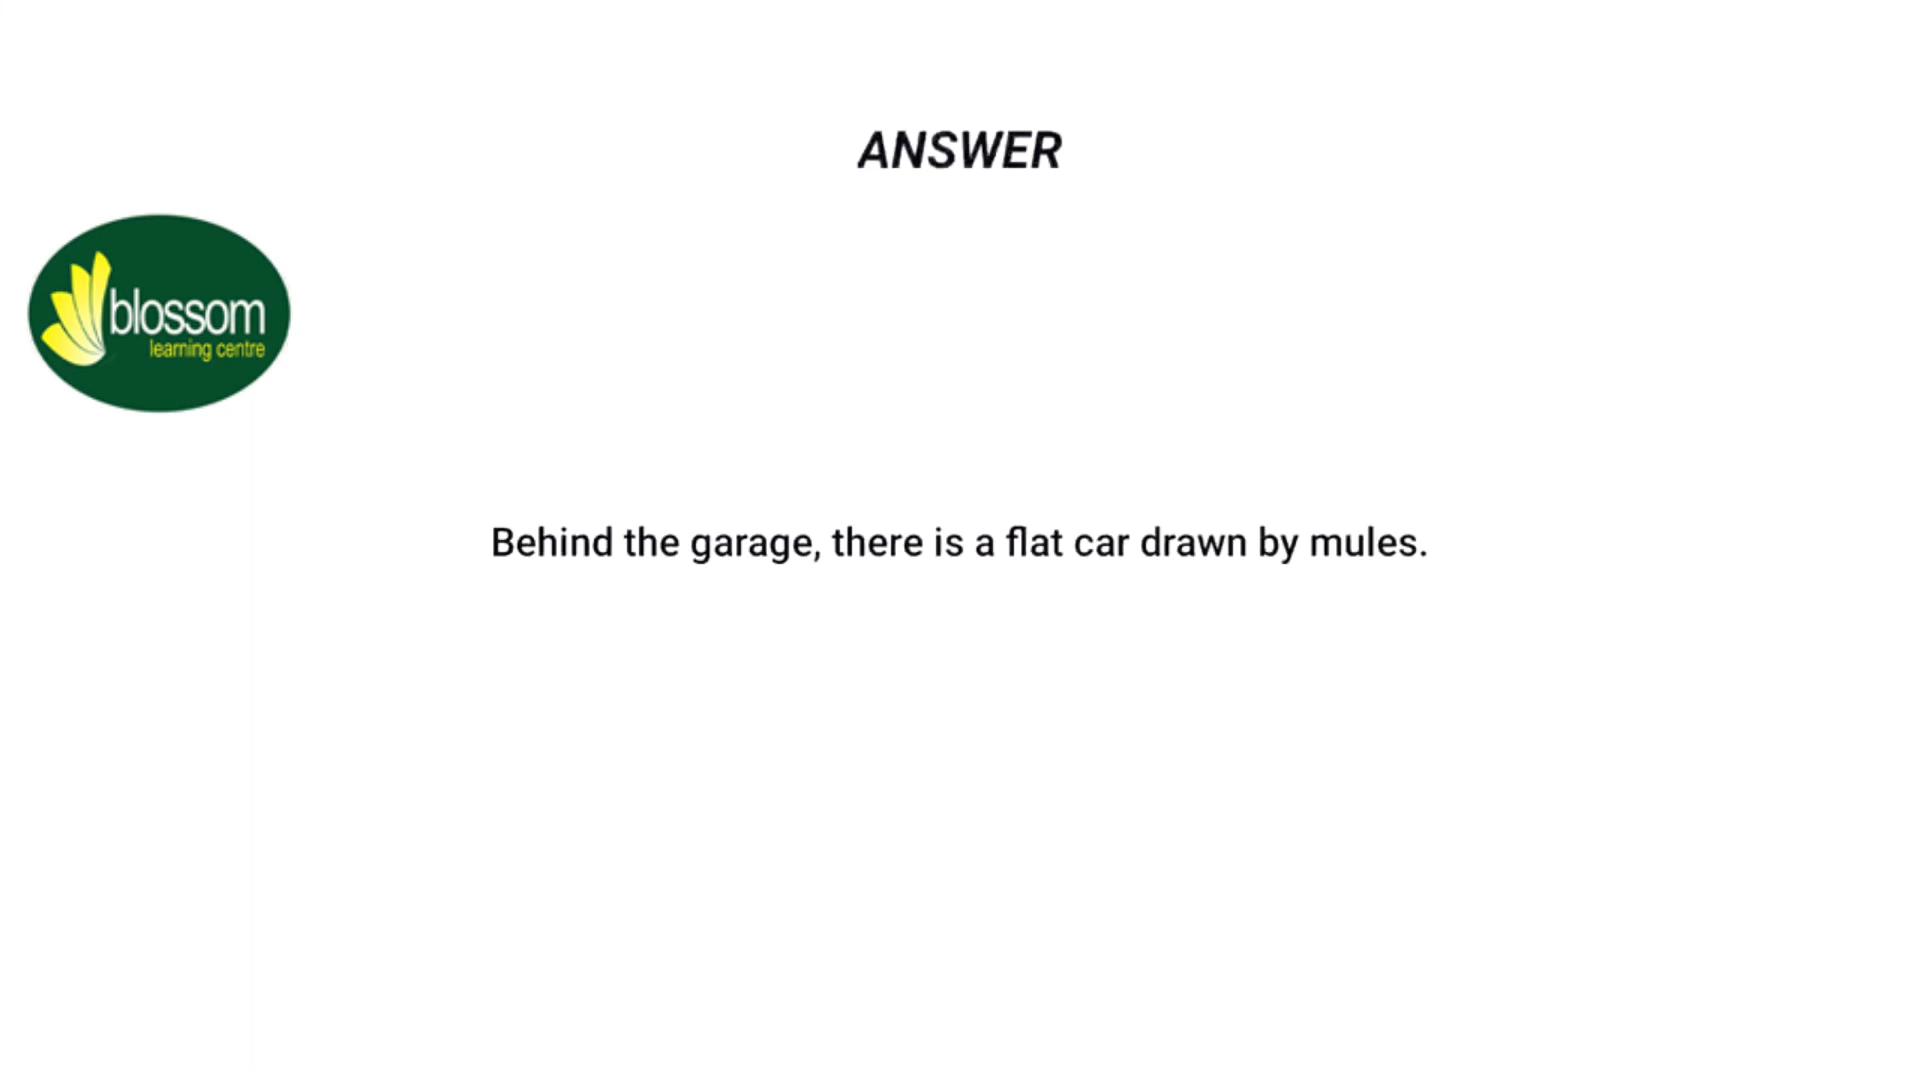 ANSWER
blossom
learning centre
Behind the garage, there is a flat car drawn by mules.